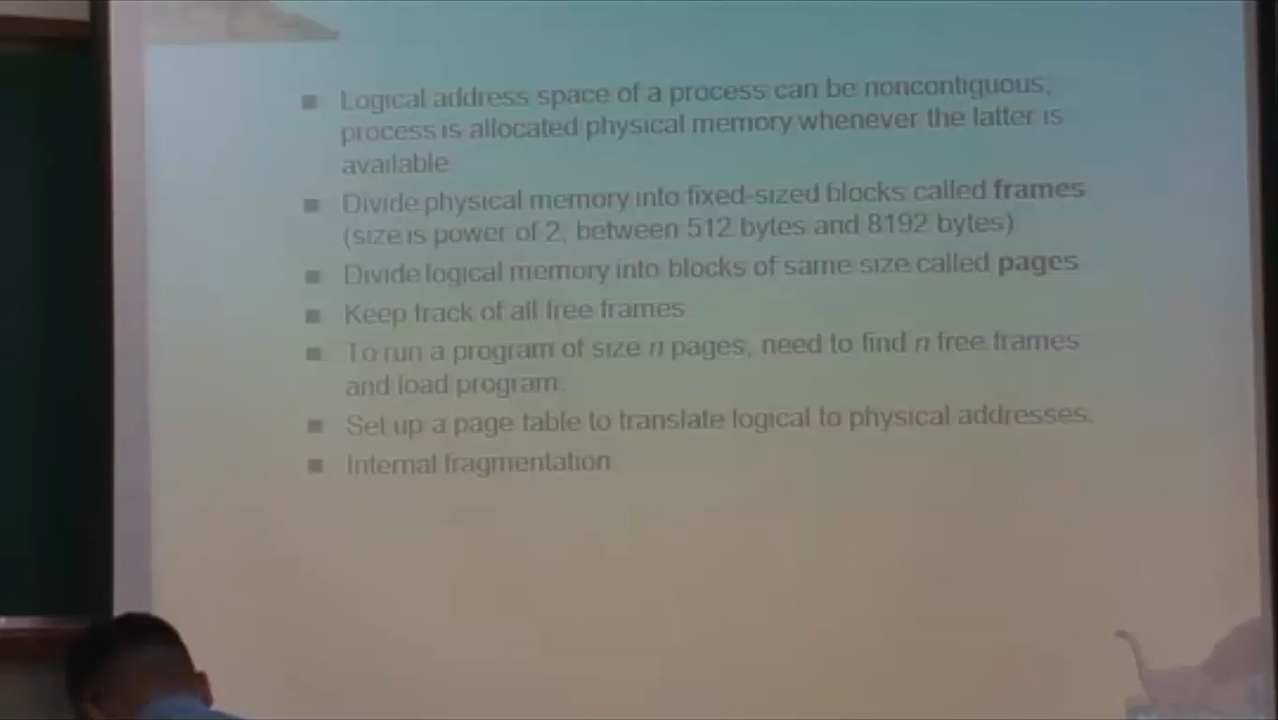 Logical address space of a process can be noncontiguous;
process is allocated physical memory whenever the latter is
available
Divide physical memory into fixed-sized blocks called frames
(size is power of 2, between 512 bytes and 8192 bytes)
Divide logical memory into blocks of same size called pages
Keep track of all free frames
To run a program of size n pages, need to find n free frames
and load program
Set up a page table to translate logical to physical addresses.
Internal fragmentation